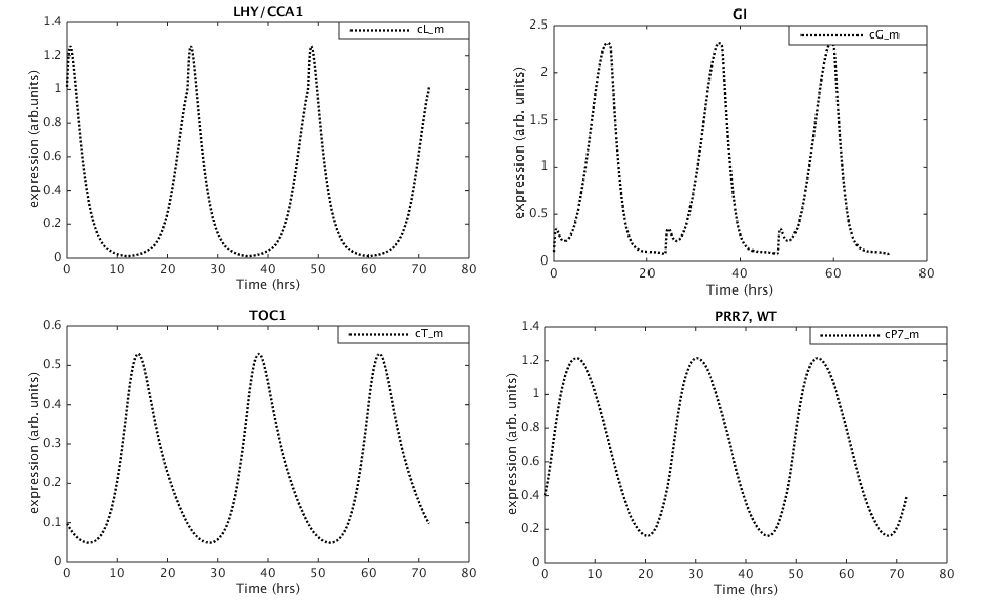 LHY/CCA1
cL_m
expression (arb.units)
1.4
1.2
1
0.8
0.6
0.4
0.2
0
0 10 20 30 40 50 60 70 80
Time (hrs)
GI
cG_m
expression (arb. units)
2.5
2
1.5
1
0.5
0
0 20 40 60 80
Time (hrs)
TOC1
cT_m
expression (arb. units)
0.6
0.5
0.4
0.3
0.2
0.1
0
0 10 20 30 40 50 60 70 80
Time (hrs)
PRR7, WT
cP7_m
expression (arb. units)
1.4
1.2
1
0.8
0.6
0.4
0.2
0
0 10 20 30 40 50 60 70 80
Time (hrs)